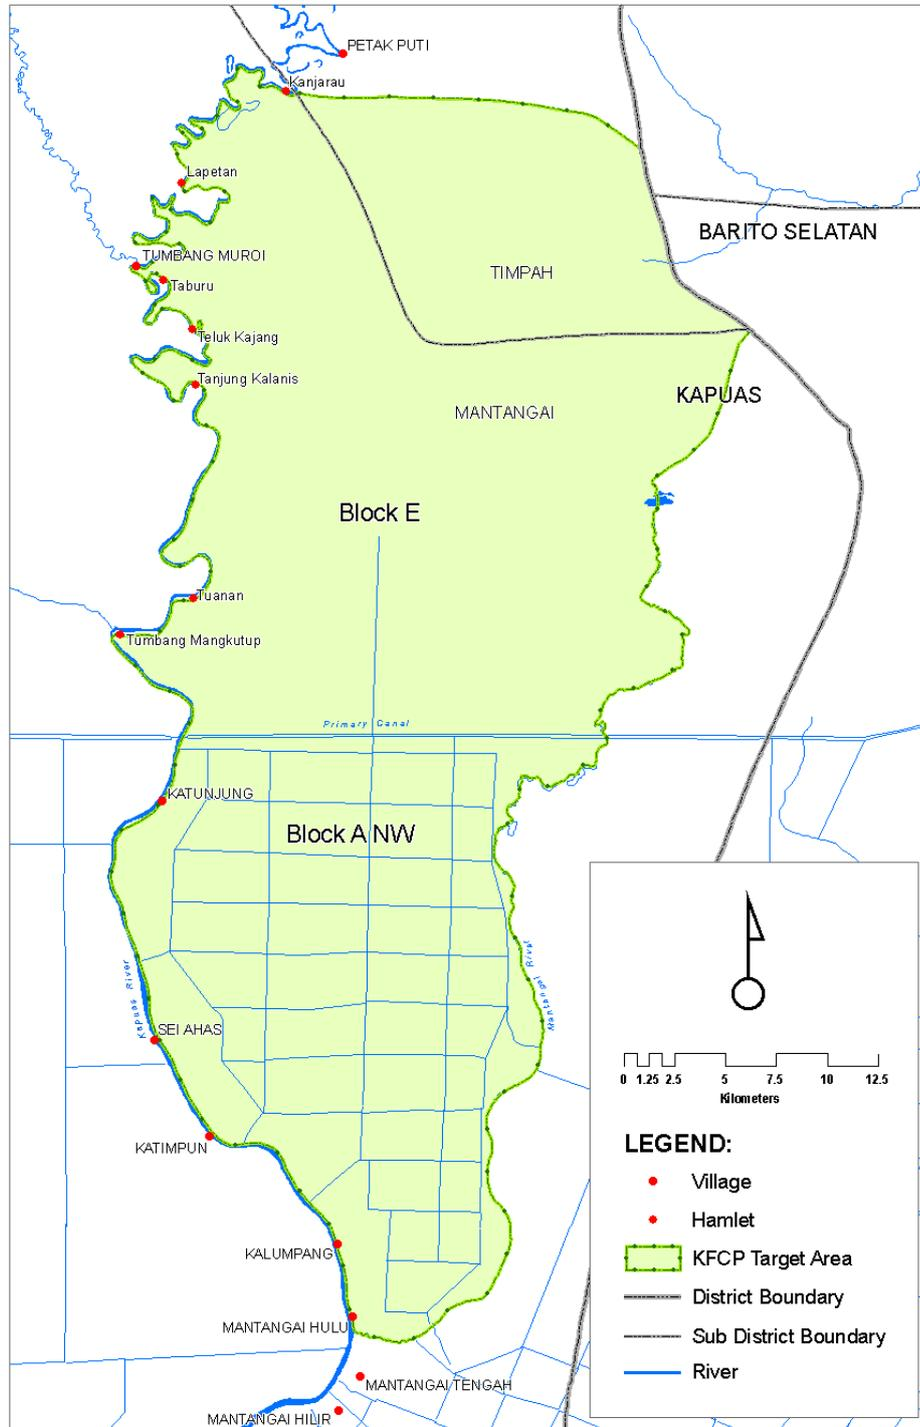 PETAK PUTI
Kanjarau
Lapetan
BARITO SELATAN
TUMBANG MUROI
TIMPAH
Taburu
Teluk Kajang
Tanjung Kalanis
KAPUAS
MANTANGAI
Block E
Tuanan
Tumbang Mangkutup
Primary Canal
KATUNJUNG
Block A NW
Kapuas River
Mantangai River
SEI AHAS
KATIMPUN
KALUMPANG
MANTANGAI HULU
MANTANGAI TENGAH
MANTANGAI HILIR
0 1.25 2.5 5 7.5 10 12.5
Kilometers
LEGEND:
Village
Hamlet
KFCP Target Area
District Boundary
Sub District Boundary
River